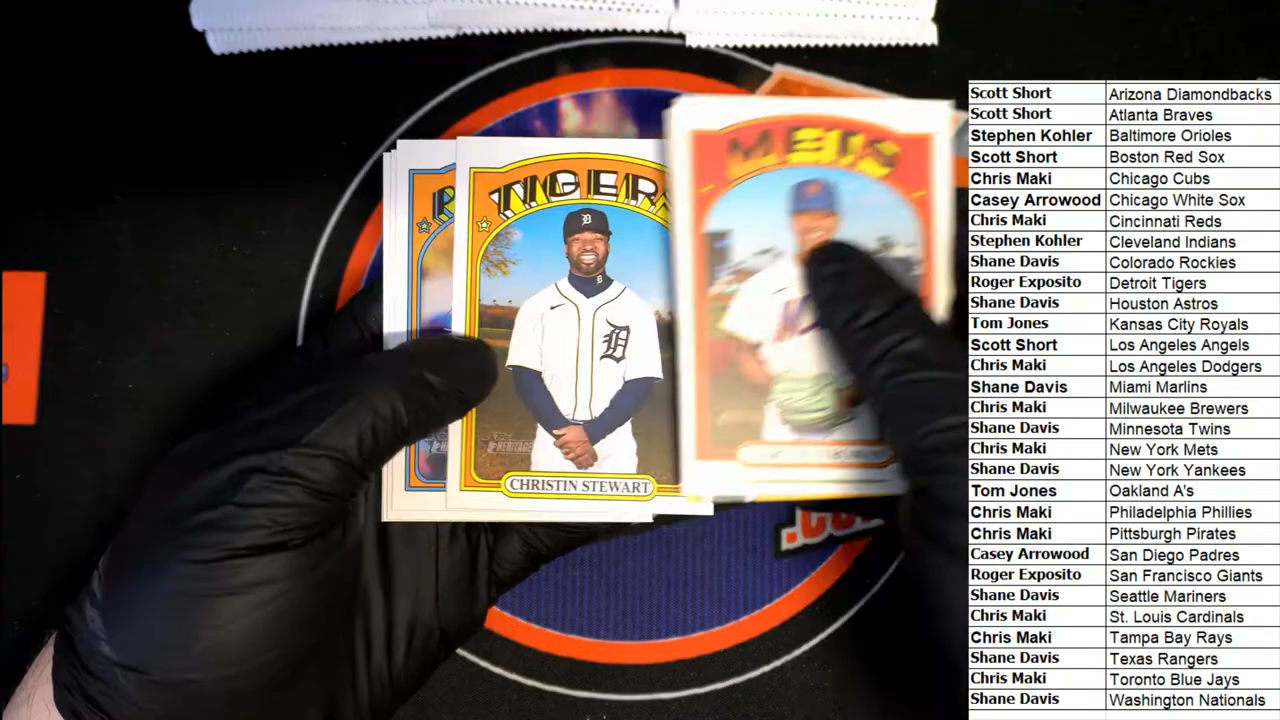 METS
TIGERS
HERITAGE
CHRISTIN STEWART
Scott Short Arizona Diamondbacks
Scott Short Atlanta Braves
Stephen Kohler Baltimore Orioles
Scott Short Boston Red Sox
Chris Maki Chicago Cubs
Casey Arrowood Chicago White Sox
Chris Maki Cincinnati Reds
Stephen Kohler Cleveland Indians
Shane Davis Colorado Rockies
Roger Exposito Detroit Tigers
Shane Davis Houston Astros
Tom Jones Kansas City Royals
Scott Short Los Angeles Angels
Chris Maki Los Angeles Dodgers
Shane Davis Miami Marlins
Chris Maki Milwaukee Brewers
Shane Davis Minnesota Twins
Chris Maki New York Mets
Shane Davis New York Yankees
Tom Jones Oakland A's
Chris Maki Philadelphia Phillies
Chris Maki Pittsburgh Pirates
Casey Arrowood San Diego Padres
Roger Exposito San Francisco Giants
Shane Davis Seattle Mariners
Chris Maki St. Louis Cardinals
Chris Maki Tampa Bay Rays
Shane Davis Texas Rangers
Chris Maki Toronto Blue Jays
Shane Davis Washington Nationals